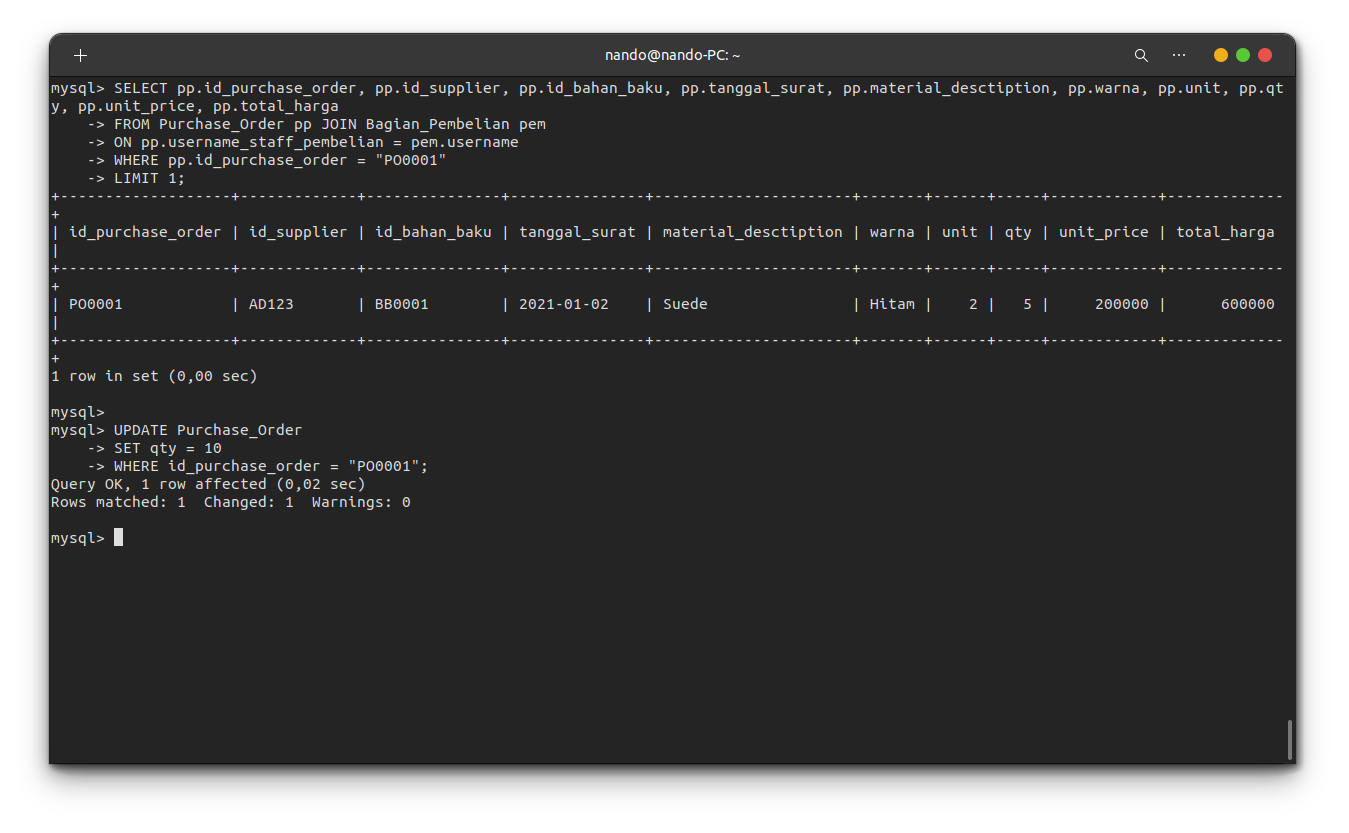 nando@nando-PC: ~
mysql> SELECT pp.id_purchase_order, pp.id_supplier, pp.id_bahan_baku, pp.tanggal_surat, pp.material_desctiption, pp.warna, pp.unit, pp.qt
y, pp.unit_price, pp.total_harga
    -> FROM Purchase_Order pp JOIN Bagian_Pembelian pem
    -> ON pp.username_staff_pembelian = pem.username
    -> WHERE pp.id_purchase_order = "PO0001"
    -> LIMIT 1;
+-------------------+-------------+---------------+---------------+----------------------+-------+------+-----+------------+-------------
+
| id_purchase_order | id_supplier | id_bahan_baku | tanggal_surat | material_desctiption | warna | unit | qty | unit_price | total_harga 
|
+-------------------+-------------+---------------+---------------+----------------------+-------+------+-----+------------+-------------
+
| PO0001            | AD123       | BB0001        | 2021-01-02    | Suede                | Hitam |    2 |   5 |     200000 |      600000 
|
+-------------------+-------------+---------------+---------------+----------------------+-------+------+-----+------------+-------------
+
1 row in set (0,00 sec)
mysql>
mysql> UPDATE Purchase_Order
    -> SET qty = 10
    -> WHERE id_purchase_order = "PO0001";
Query OK, 1 row affected (0,02 sec)
Rows matched: 1  Changed: 1  Warnings: 0
mysql>